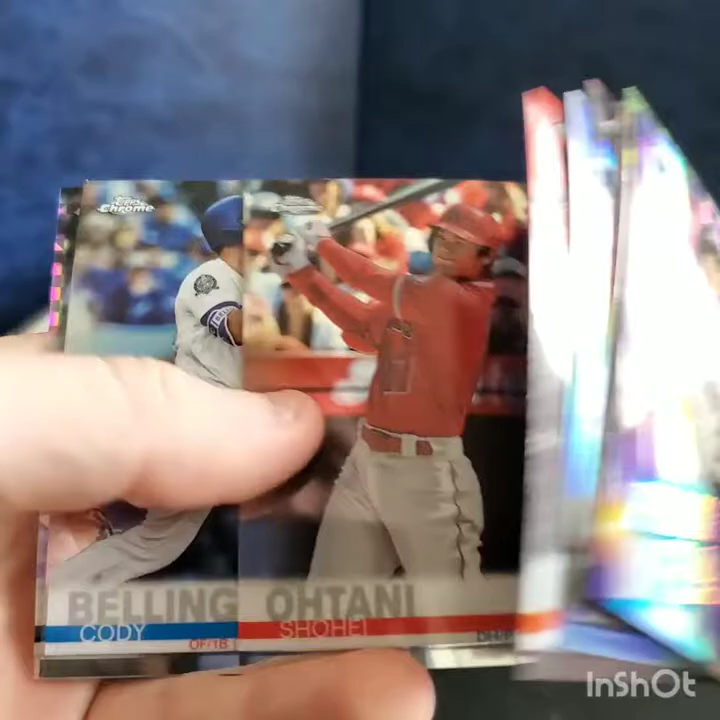 Topps
Chrome
BELLING
CODY
OF/1B
OHTANI
SHOHEI
InShOt